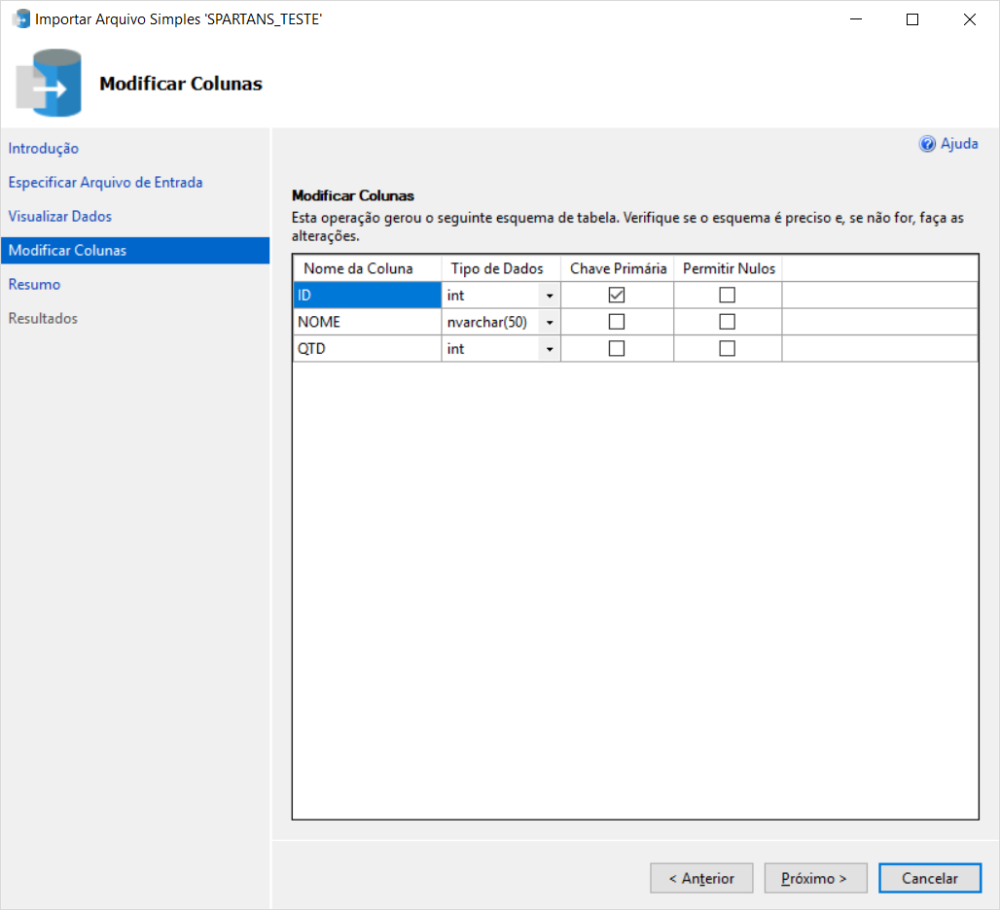 Importar Arquivo Simples 'SPARTANS_TESTE'
Modificar Colunas
Introdução
Especificar Arquivo de Entrada
Visualizar Dados
Modificar Colunas
Resumo
Resultados
Ajuda
Modificar Colunas
Esta operação gerou o seguinte esquema de tabela. Verifique se o esquema é preciso e, se não for, faça as
alterações.
Nome da Coluna Tipo de Dados Chave Primária Permitir Nulos
ID int
NOME nvarchar(50)
QTD int
< Anterior Próximo > Cancelar